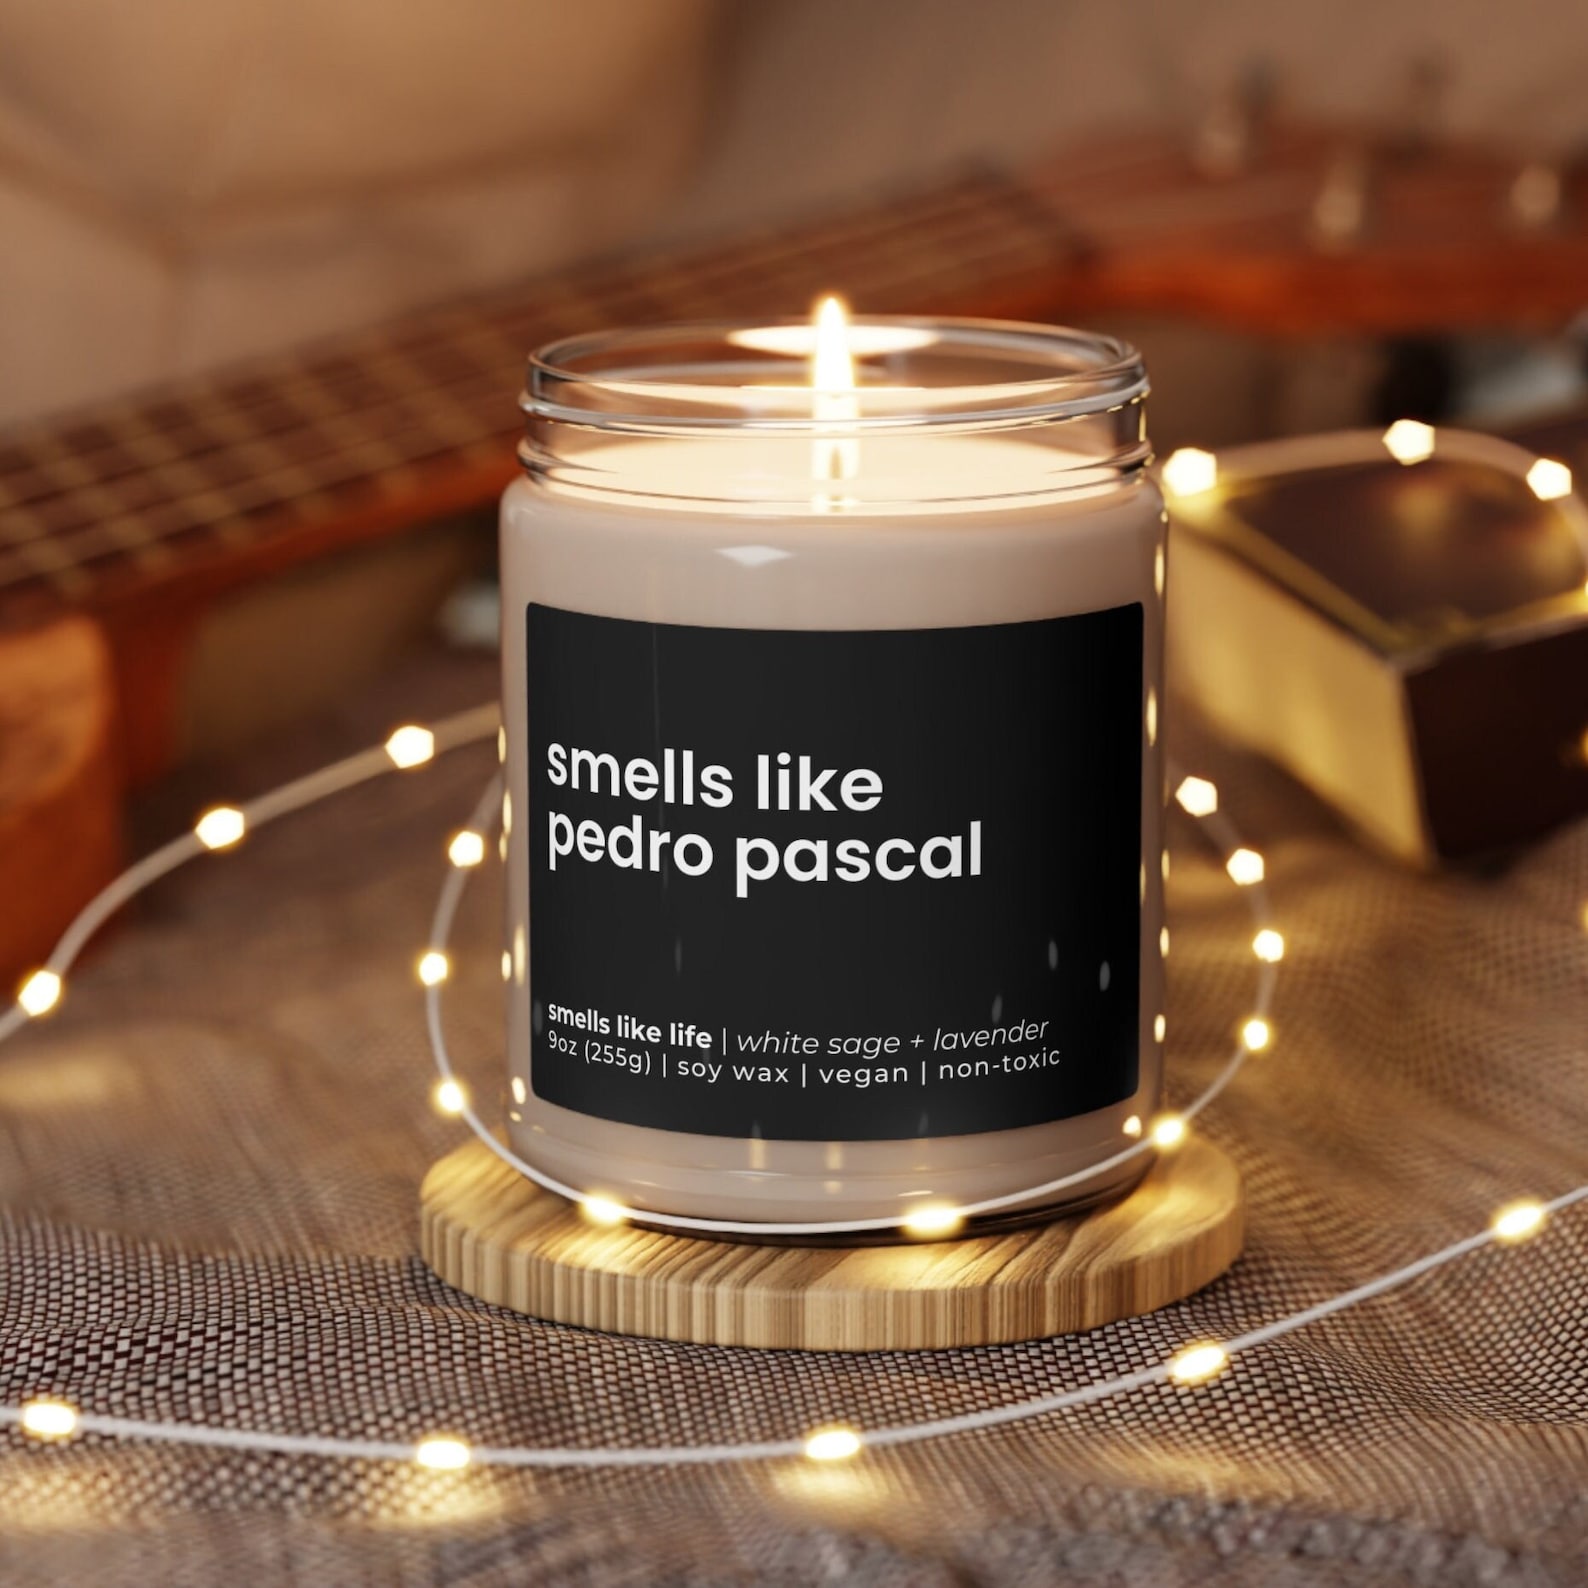 smells like
pedro pascal
smells like life | white sage + lavender
9oz (255g) | soy wax | vegan | non-toxic